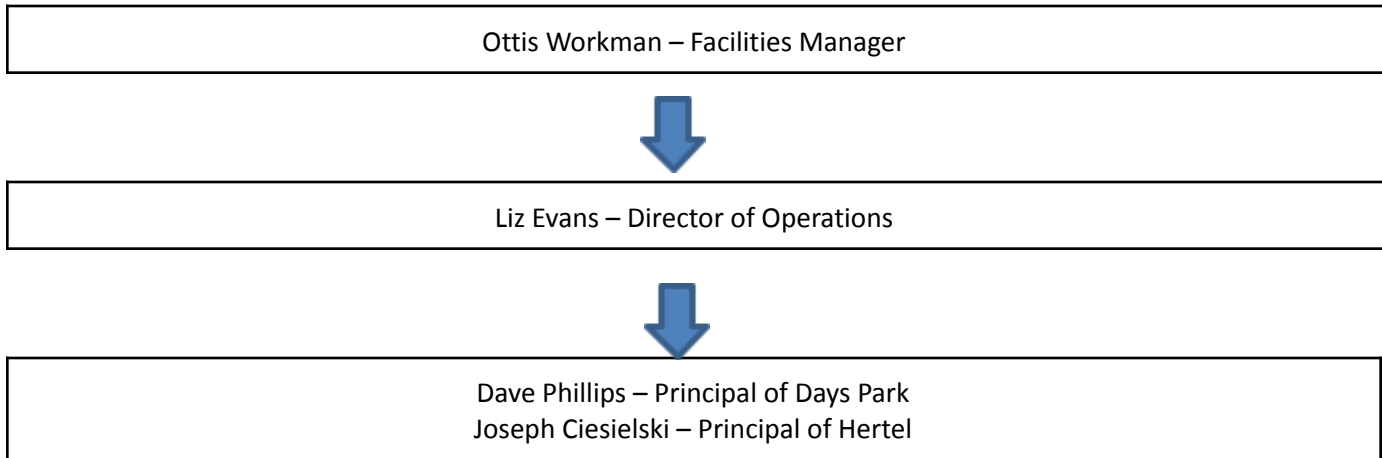 Ottis Workman – Facilities Manager
Liz Evans – Director of Operations
Dave Phillips – Principal of Days Park
Joseph Ciesielski – Principal of Hertel